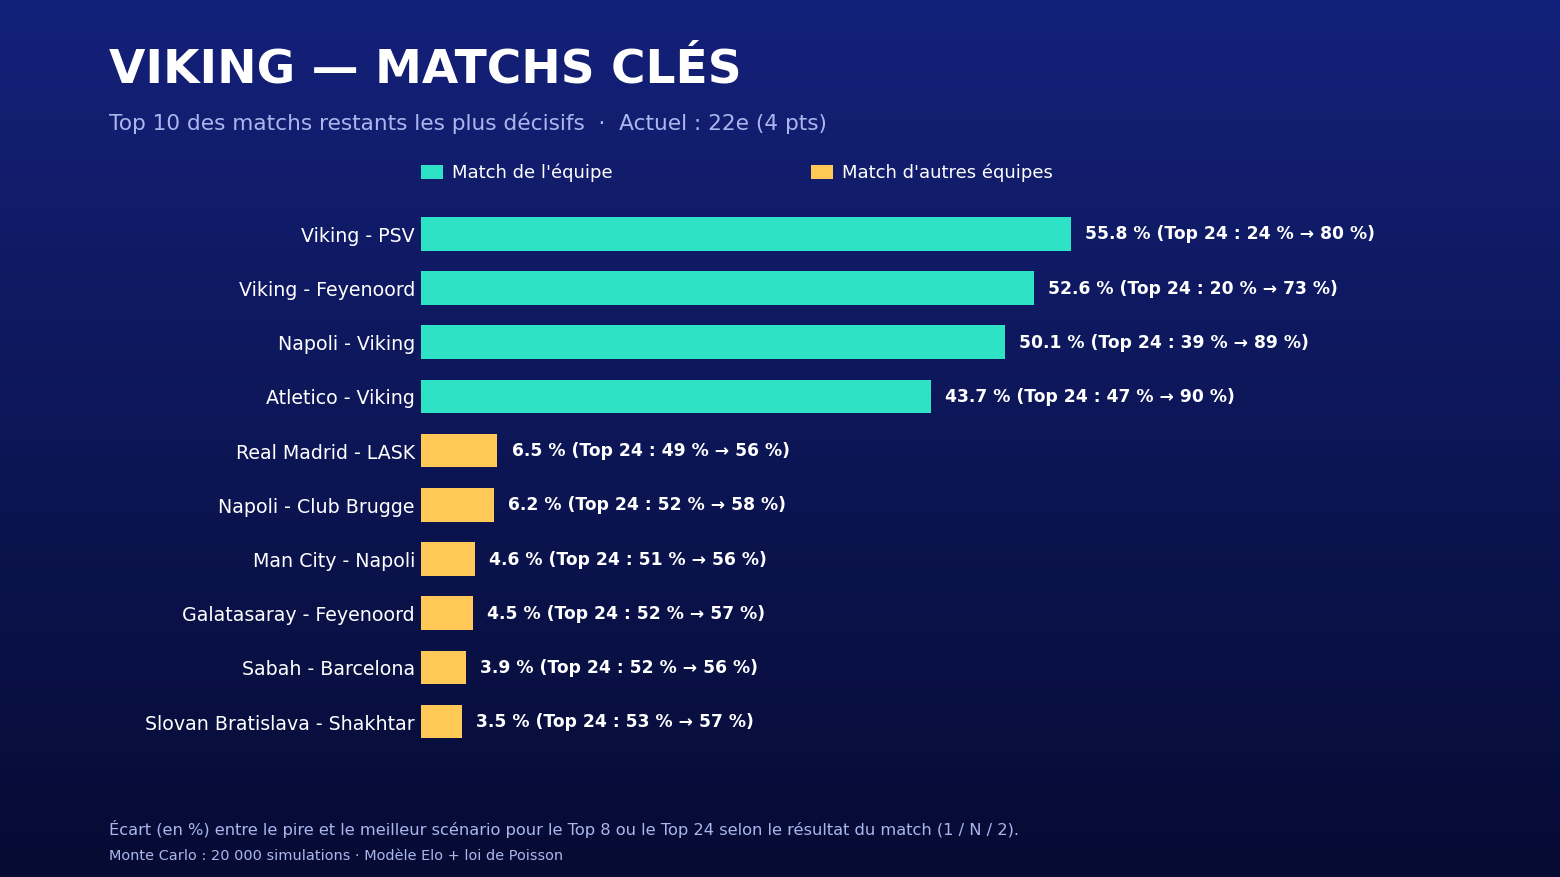 VIKING — MATCHS CLÉS
Top 10 des matchs restants les plus décisifs · Actuel : 22e (4 pts)
Match de l'équipe
Match d'autres équipes
Viking - PSV 55.8 % (Top 24 : 24 % → 80 %)
Viking - Feyenoord 52.6 % (Top 24 : 20 % → 73 %)
Napoli - Viking 50.1 % (Top 24 : 39 % → 89 %)
Atletico - Viking 43.7 % (Top 24 : 47 % → 90 %)
Real Madrid - LASK 6.5 % (Top 24 : 49 % → 56 %)
Napoli - Club Brugge 6.2 % (Top 24 : 52 % → 58 %)
Man City - Napoli 4.6 % (Top 24 : 51 % → 56 %)
Galatasaray - Feyenoord 4.5 % (Top 24 : 52 % → 57 %)
Sabah - Barcelona 3.9 % (Top 24 : 52 % → 56 %)
Slovan Bratislava - Shakhtar 3.5 % (Top 24 : 53 % → 57 %)
Écart (en %) entre le pire et le meilleur scénario pour le Top 8 ou le Top 24 selon le résultat du match (1 / N / 2).
Monte Carlo : 20 000 simulations · Modèle Elo + loi de Poisson